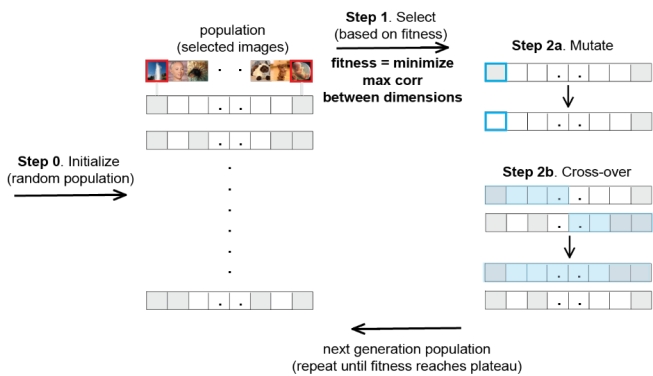 population
(selected images)
Step 1. Select
(based on fitness)
fitness = minimize
max corr
between dimensions
Step 2a. Mutate
Step 0. Initialize
(random population)
Step 2b. Cross-over
next generation population
(repeat until fitness reaches plateau)